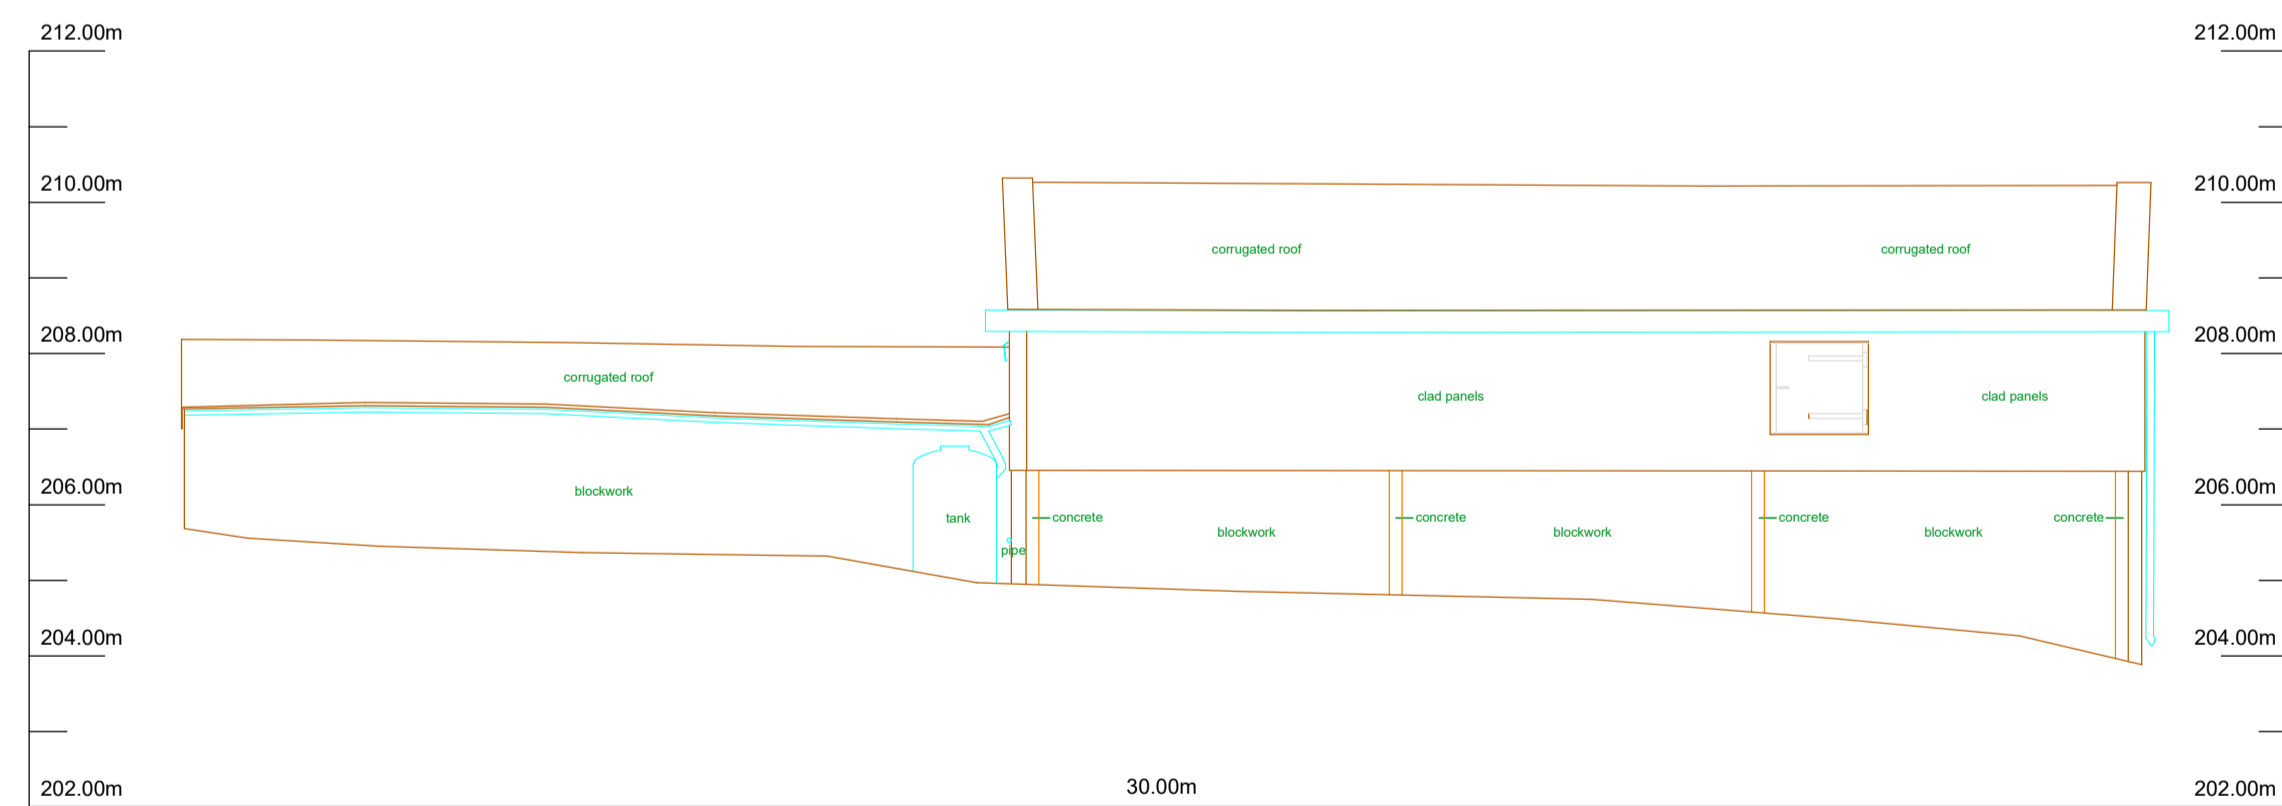 212.00m
212.00m
210.00m
210.00m
corrugated roof
corrugated roof
208.00m
208.00m
corrugated roof
clad panels
clad panels
206.00m
206.00m
blockwork
tank
concrete
concrete
concrete
concrete
blockwork
blockwork
blockwork
pipe
204.00m
204.00m
202.00m
30.00m
202.00m